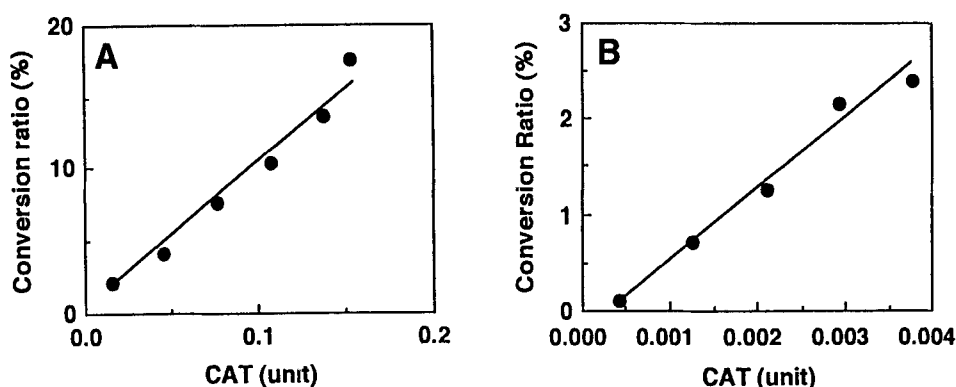 A
Conversion ratio (%)
20
10
0
0.0
0.1
0.2
CAT (unit)
B
Conversion Ratio (%)
3
2
1
0
0.000
0.001
0.002
0.003
0.004
CAT (unit)